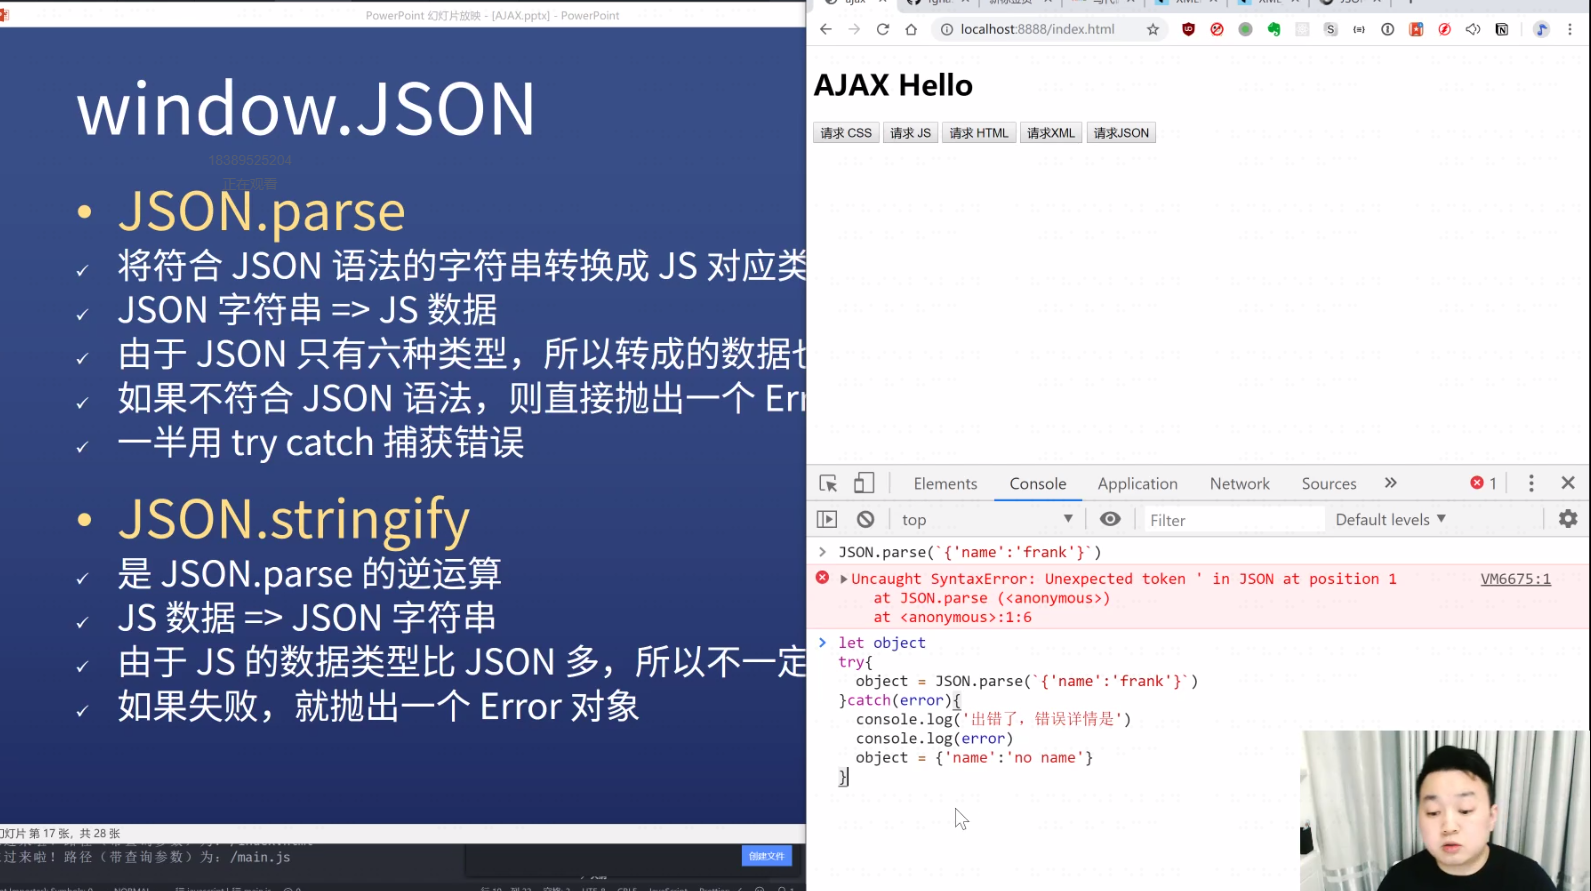 PowerPoint 幻灯片放映 - [AJAX.pptx] - PowerPoint
window.JSON
18389525204
正在观看
• JSON.parse
✓ 将符合 JSON 语法的字符串转换成 JS 对应类
✓ JSON 字符串 => JS 数据
✓ 由于 JSON 只有六种类型，所以转成的数据也
✓ 如果不符合 JSON 语法，则直接抛出一个 Err
✓ 一半用 try catch 捕获错误
• JSON.stringify
✓ 是 JSON.parse 的逆运算
✓ JS 数据 => JSON 字符串
✓ 由于 JS 的数据类型比 JSON 多，所以不一定
✓ 如果失败，就抛出一个 Error 对象
幻灯片 第 17 张，共 28 张
过来啦！路径（带查询参数）为：/main.js
创建文件
localhost:8888/index.html
AJAX Hello
请求 CSS 请求 JS 请求 HTML 请求XML 请求JSON
Elements Console Application Network Sources » 1
top Filter Default levels ▼
> JSON.parse(`{'name':'frank'}`)
Uncaught SyntaxError: Unexpected token ' in JSON at position 1 VM6675:1
at JSON.parse (<anonymous>)
at <anonymous>:1:6
> let object
try{
object = JSON.parse(`{'name':'frank'}`)
}catch(error){
console.log('出错了，错误详情是')
console.log(error)
object = {'name':'no name'}
}